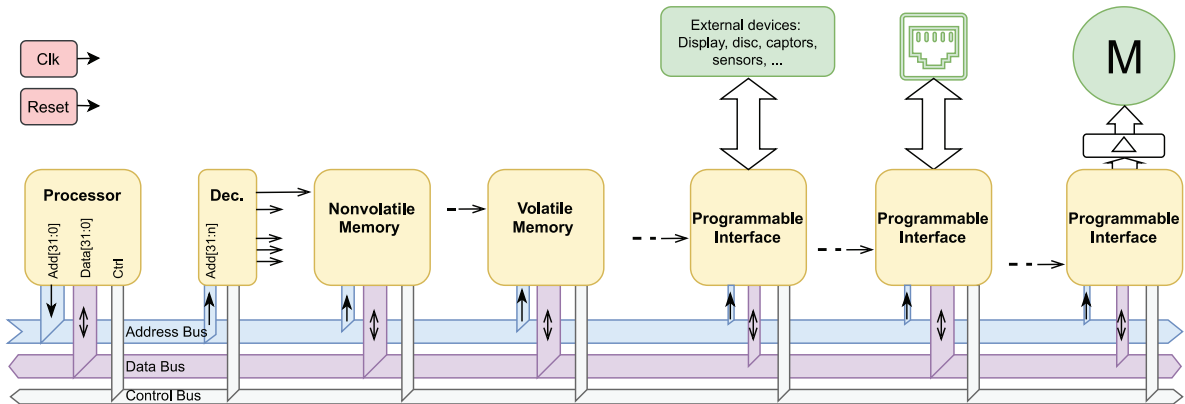 Clk
Reset
External devices:
Display, disc, captors,
sensors, ...
M
Processor
Add[31:0]
Data[31:0]
Ctrl
Dec.
Add[31:n]
Nonvolatile
Memory
Volatile
Memory
Programmable
Interface
Programmable
Interface
Programmable
Interface
Address Bus
Data Bus
Control Bus